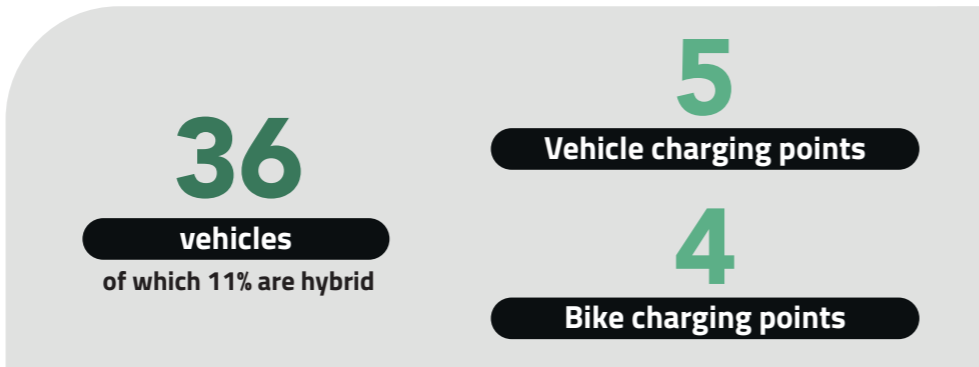 36
vehicles
of which 11% are hybrid
5
Vehicle charging points
4
Bike charging points